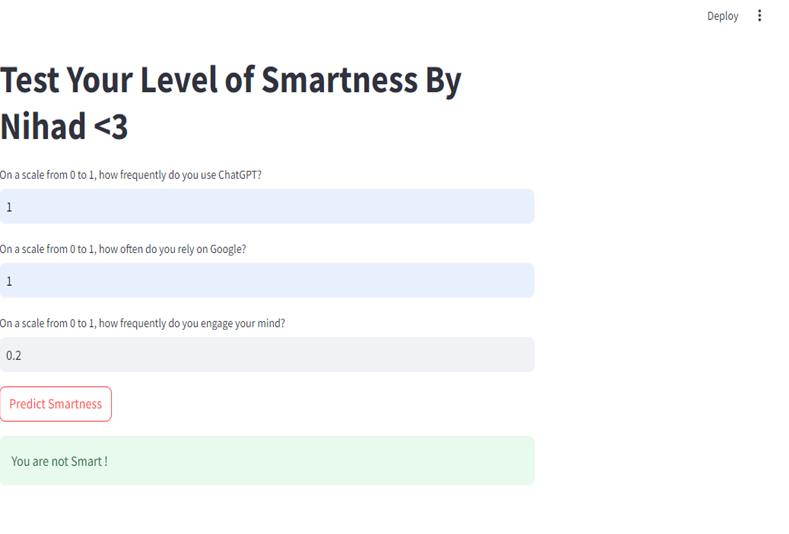 Deploy
Test Your Level of Smartness By
Nihad <3
On a scale from 0 to 1, how frequently do you use ChatGPT?
1
On a scale from 0 to 1, how often do you rely on Google?
1
On a scale from 0 to 1, how frequently do you engage your mind?
0.2
Predict Smartness
You are not Smart !